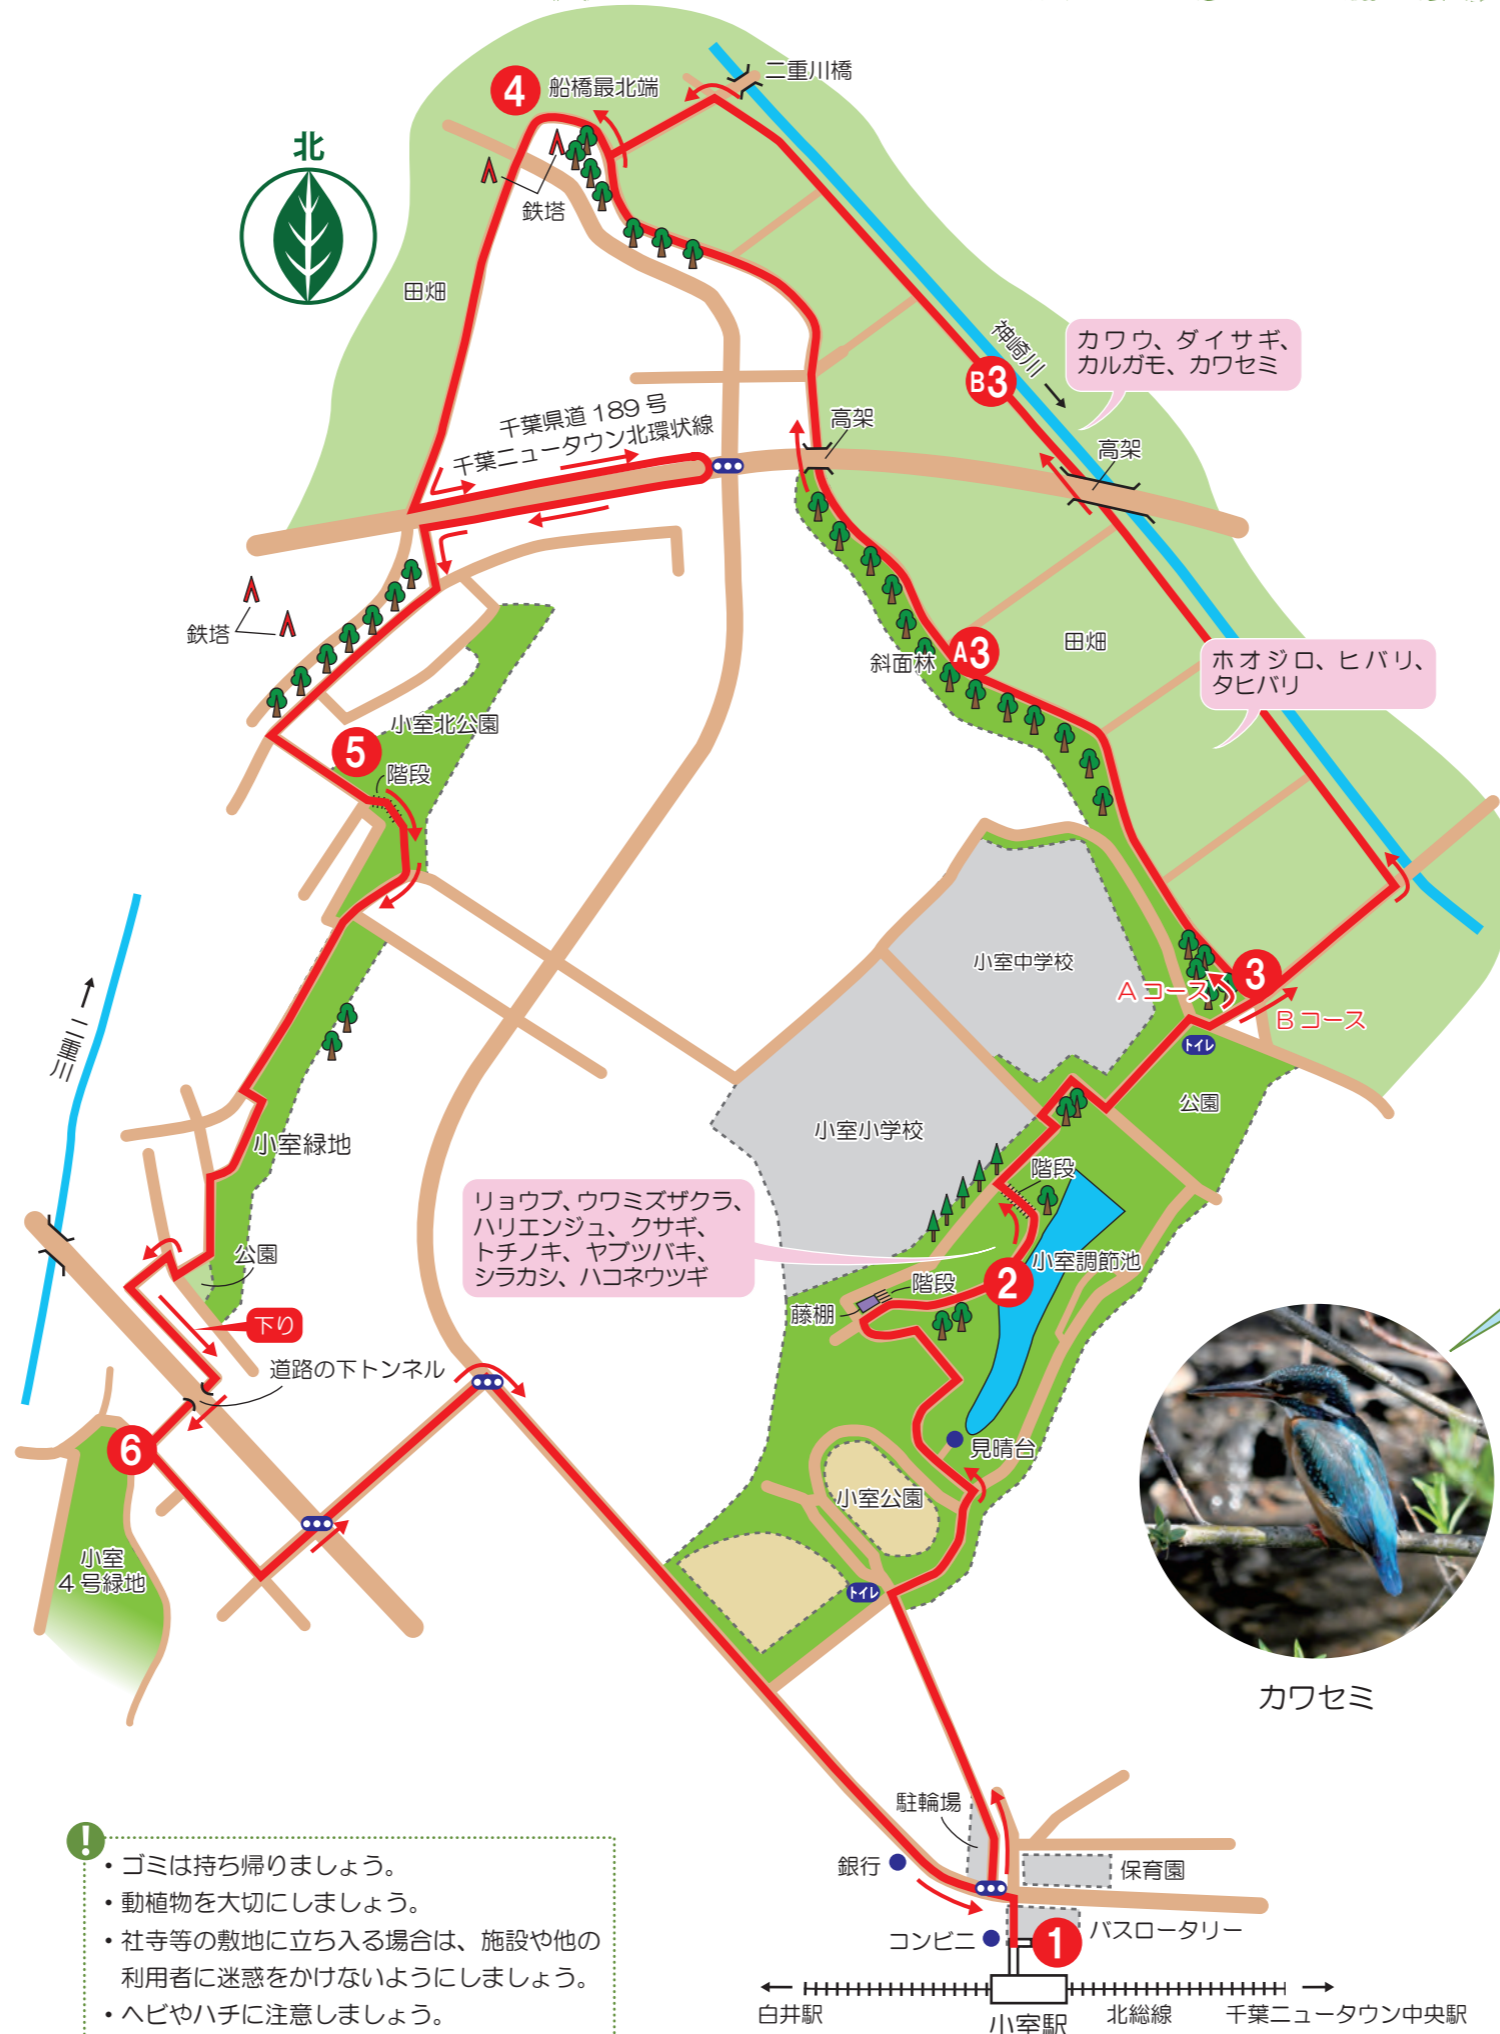 4
船橋最北端
二重川橋
北
鉄塔
田畑
神崎川
カワウ、ダイサギ、
カルガモ、カワセミ
B3
千葉県道 189 号
千葉ニュータウン北環状線
高架
高架
鉄塔
斜面林
A3
田畑
ホオジロ、ヒバリ、
タヒバリ
小室北公園
5
階段
小室中学校
3
Aコース
Bコース
トイレ
二重川
公園
小室緑地
小室小学校
階段
リョウブ、ウワミズザクラ、
ハリエンジュ、クサギ、
トチノキ、ヤブツバキ、
シラカシ、ハコネウツギ
小室調節池
2
階段
藤棚
公園
下り
道路の下トンネル
見晴台
6
小室公園
小室
4 号緑地
トイレ
カワセミ
駐輪場
銀行
保育園
コンビニ
1
バスロータリー
白井駅
小室駅
北総線
千葉ニュータウン中央駅
!
・ゴミは持ち帰りましょう。
・動植物を大切にしましょう。
・社寺等の敷地に立ち入る場合は、施設や他の
利用者に迷惑をかけないようにしましょう。
・ヘビやハチに注意しましょう。